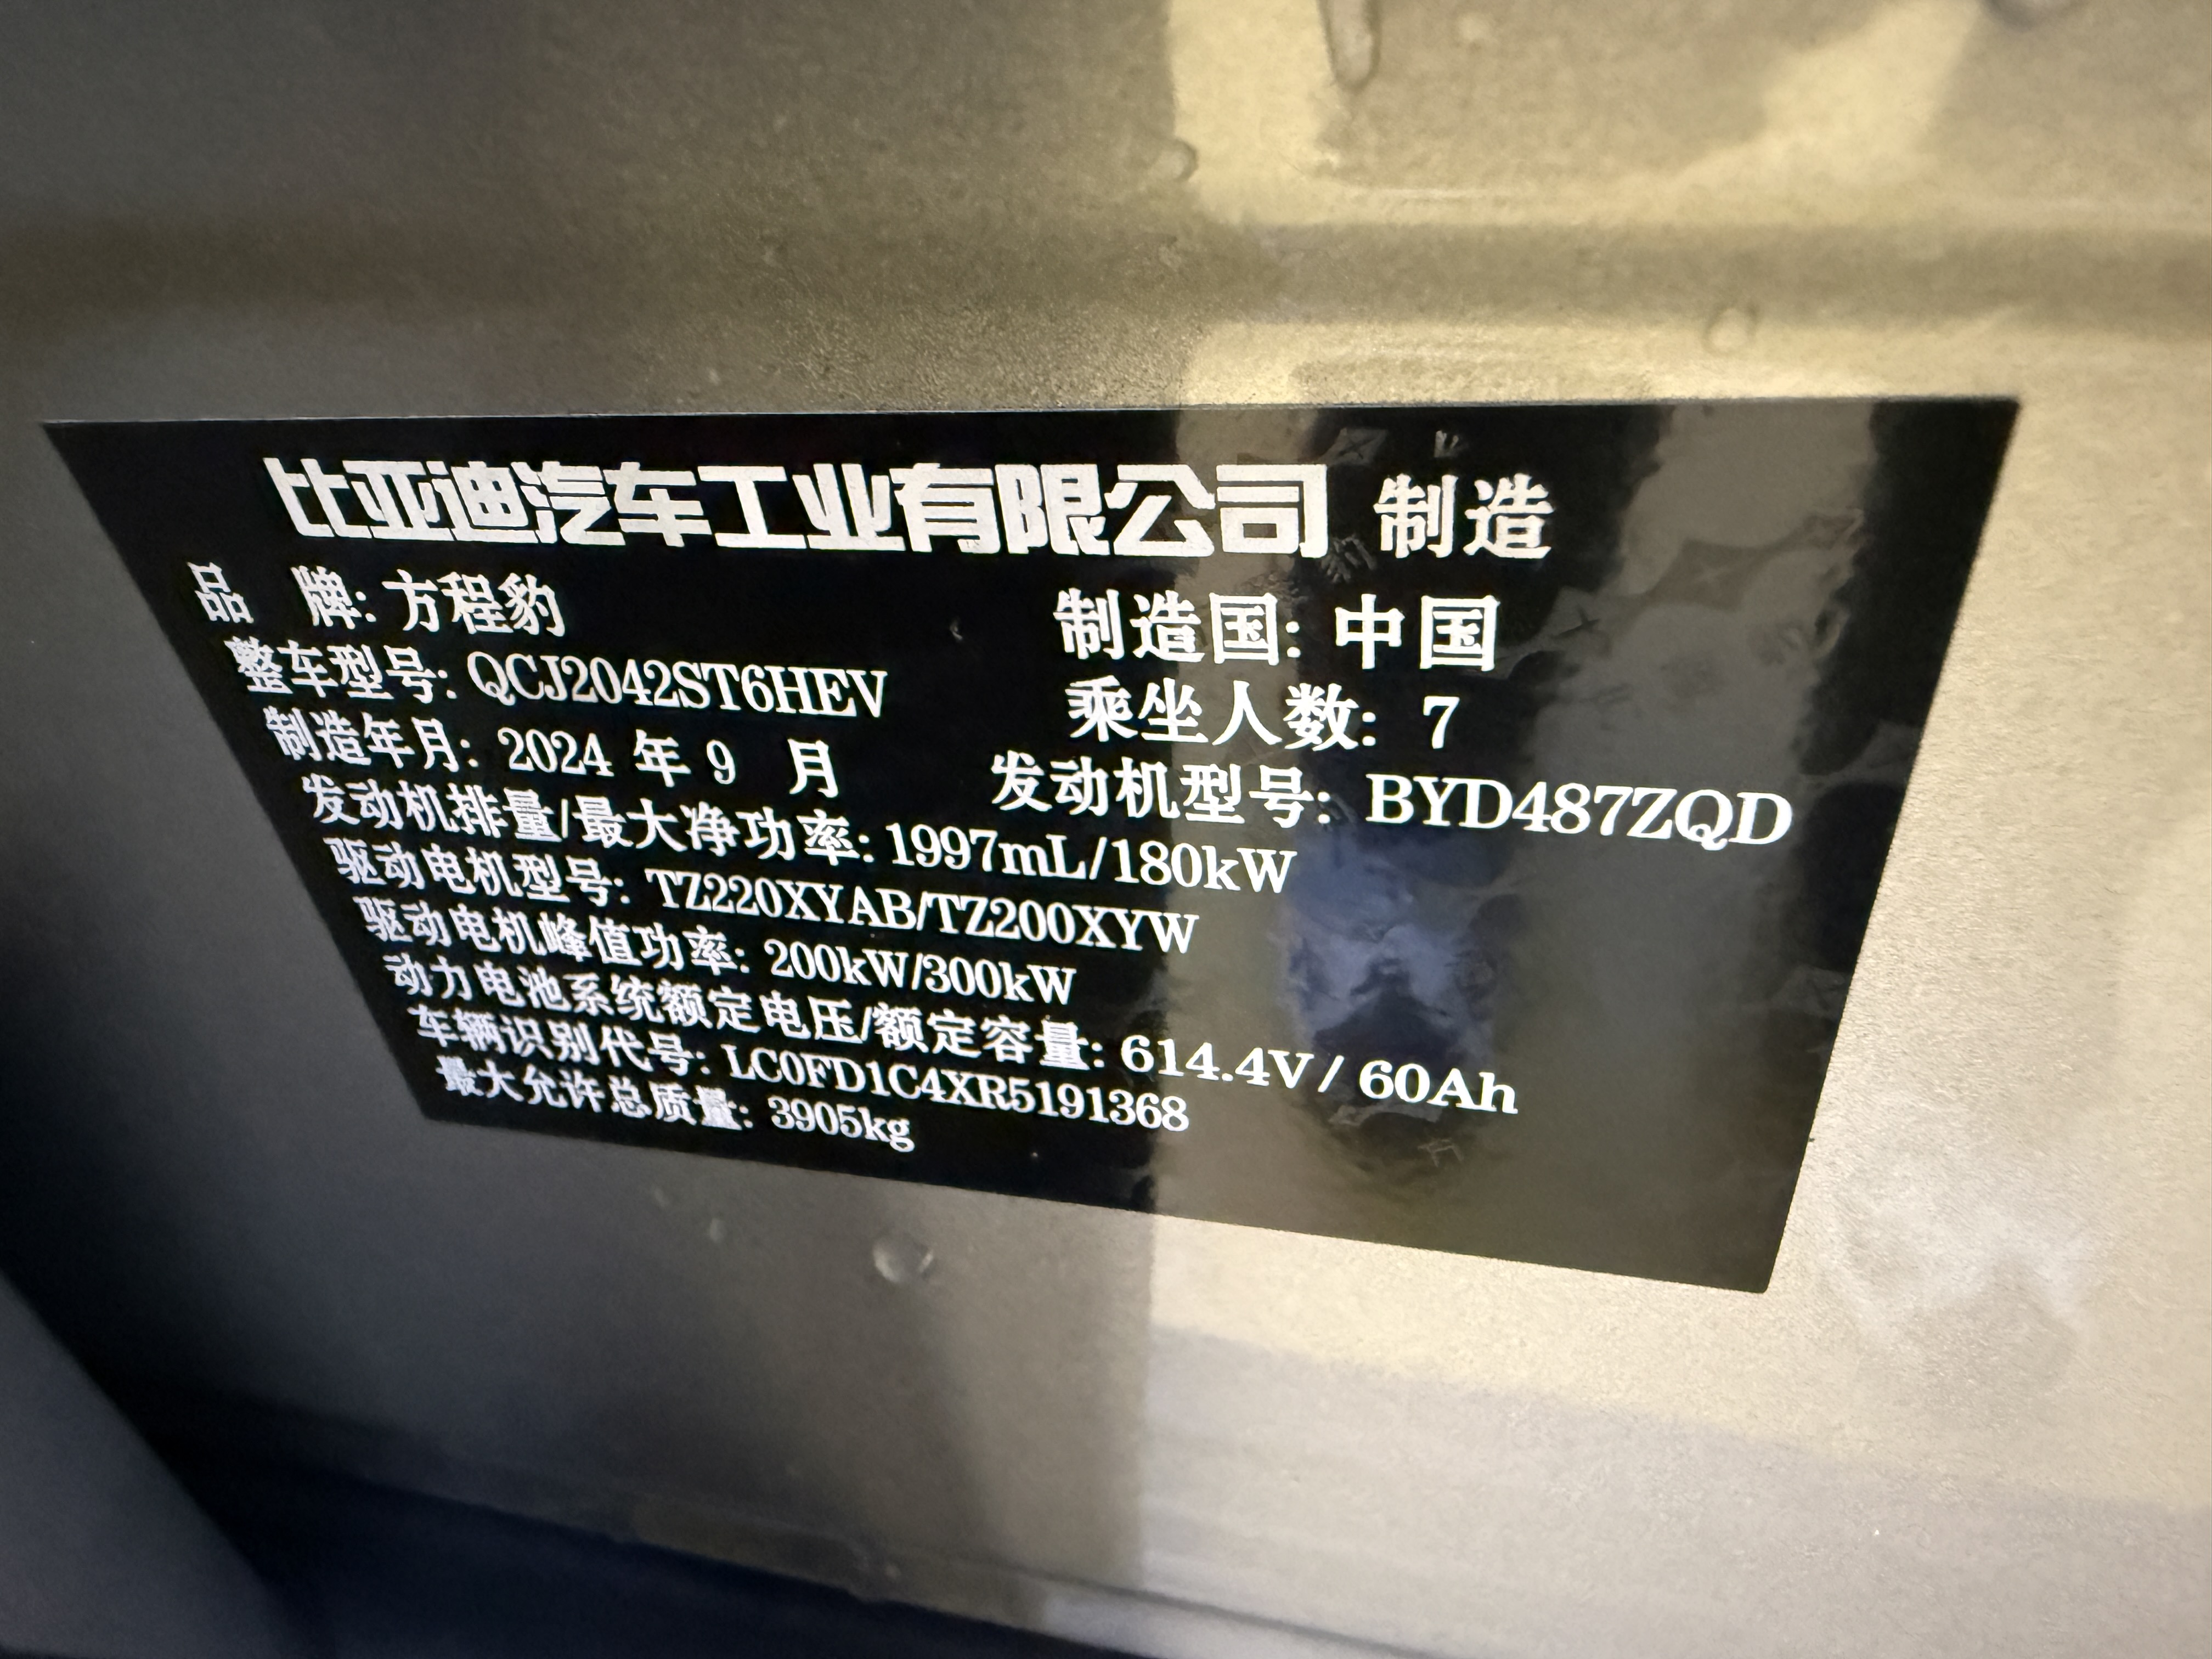 比亚迪汽车工业有限公司 制造
品 牌: 方程豹 制造国: 中国
整车型号: QCJ2042ST6HEV 乘坐人数: 7
制造年月: 2024 年 9 月 发动机型号: BYD487ZQD
发动机排量/最大净功率: 1997mL/180kW
驱动电机型号: TZ220XYAB/TZ200XYW
驱动电机峰值功率: 200kW/300kW
动力电池系统额定电压/额定容量: 614.4V/ 60Ah
车辆识别代号: LC0FD1C4XR5191368
最大允许总质量: 3905kg